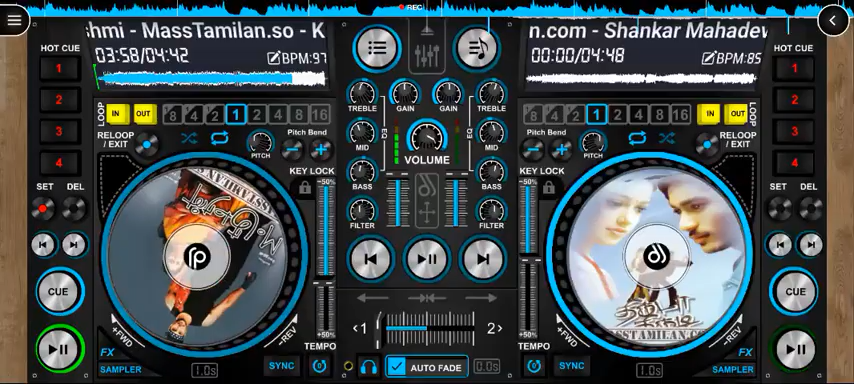 REC
hmi - MassTamilan.so - K
03:58/04:42
BPM:97
n.com - Shankar Mahadev
00:00/04:48
BPM:85
HOT CUE
1
2
3
4
SET DEL
CUE
LOOP
IN OUT
/8 /4 /2 1 2 4 8 16
RELOOP
/ EXIT
PITCH
Pitch Bend
KEY LOCK
-50%
+50%
TEMPO
+FWD
-REV
FX
SAMPLER
1.0s
SYNC
TREBLE
GAIN
GAIN
TREBLE
EQ
EQ
MID
MID
VOLUME
BASS
BASS
FILTER
FILTER
<1
2>
AUTO FADE
0.0s
/8 /4 /2 1 2 4 8 16
IN OUT
LOOP
Pitch Bend
PITCH
RELOOP
/ EXIT
KEY LOCK
-50%
+50%
TEMPO
MASSTAMILAN.CO
+FWD
-REV
FX
SYNC
1.0s
SAMPLER
HOT CUE
1
2
3
4
SET DEL
CUE